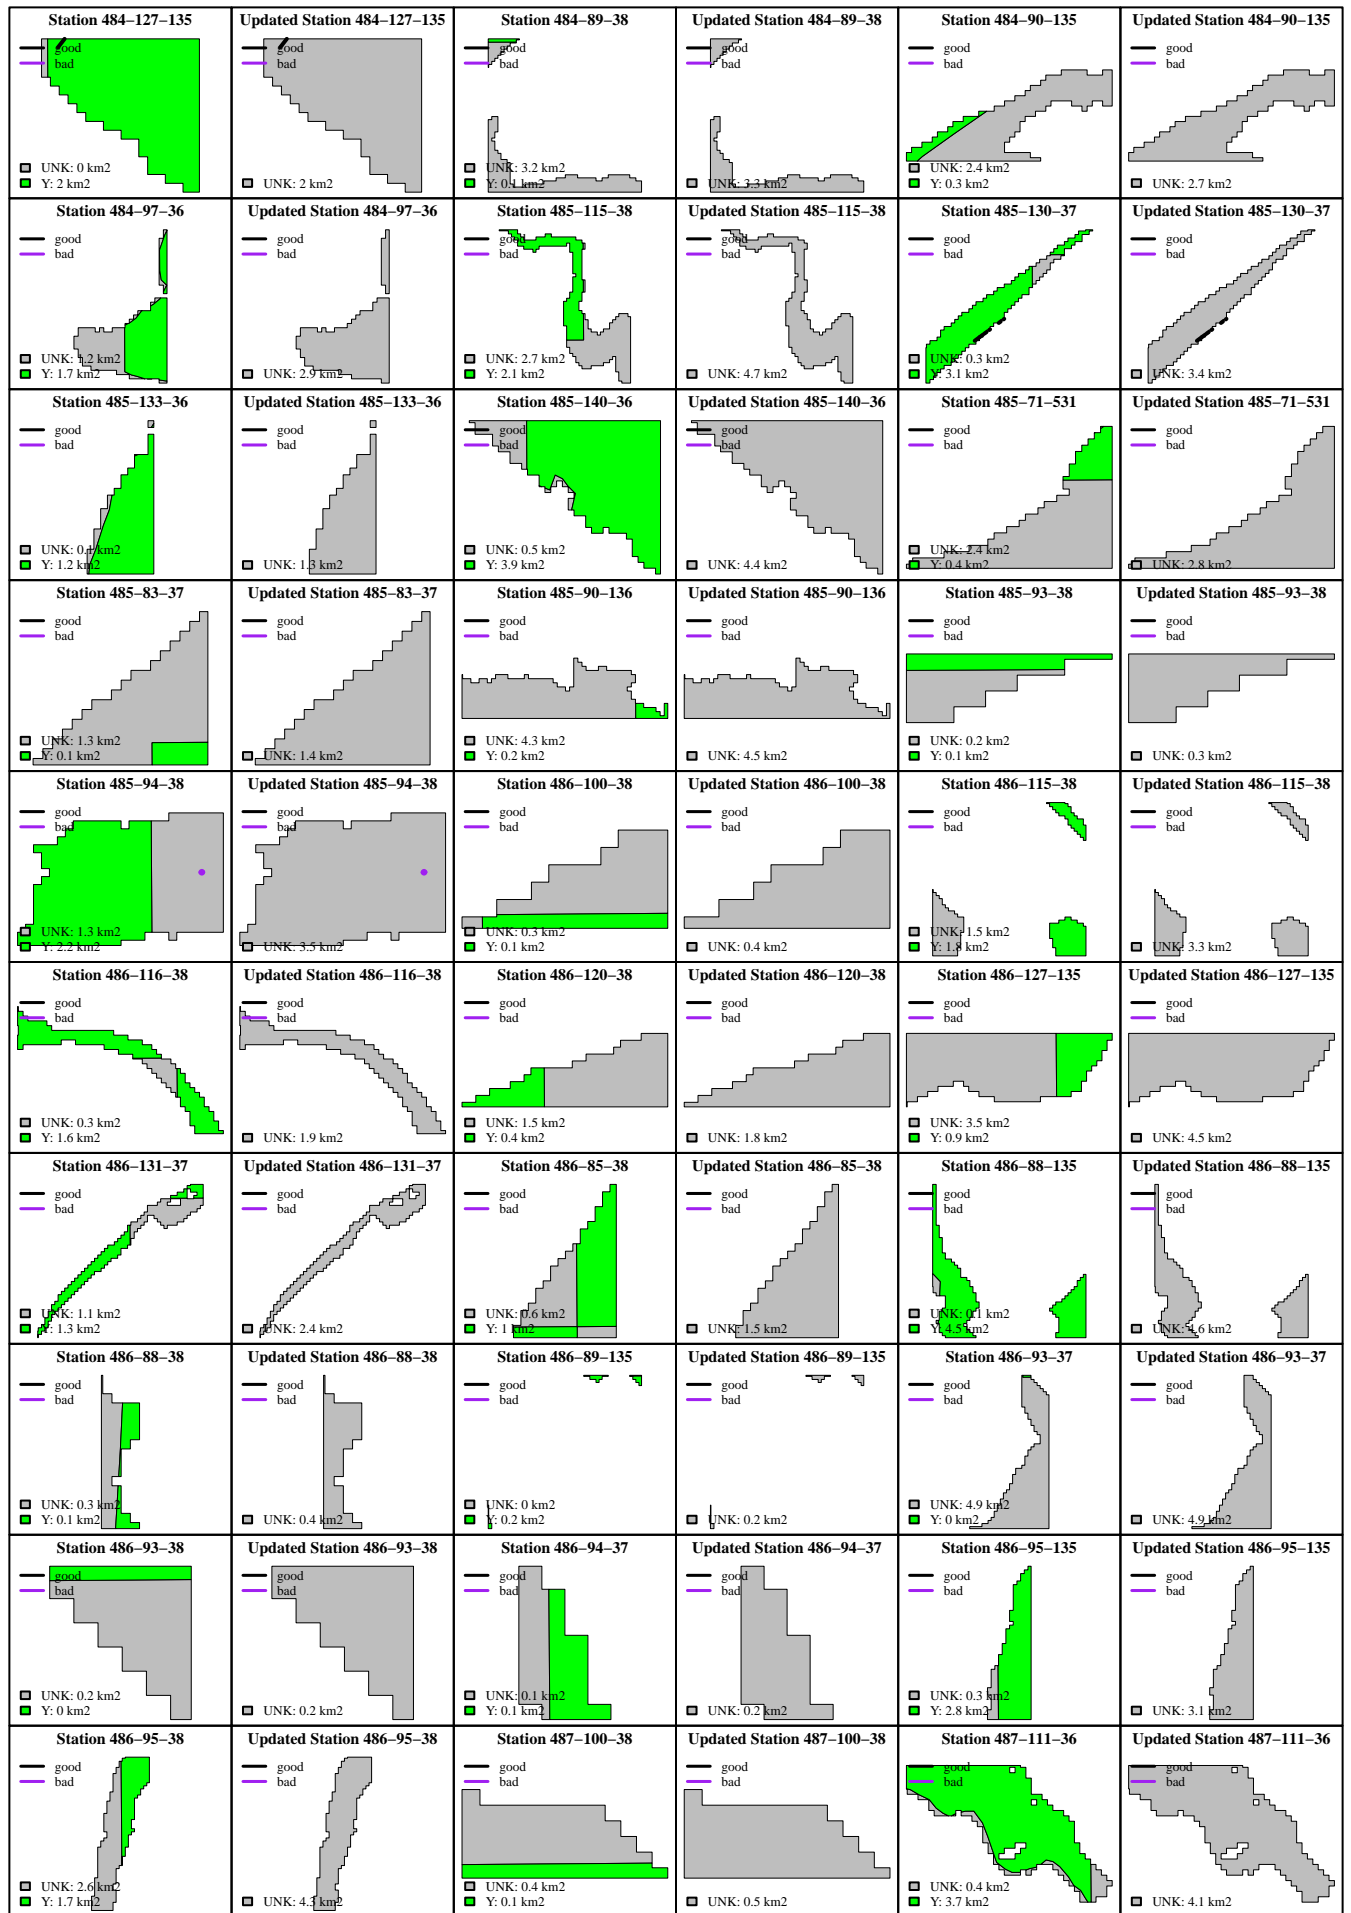 Station 484−127−135
good
bad
UNK: 0 km2
Y: 2 km2
Updated Station 484−127−135
good
bad
UNK: 2 km2
Station 484−89−38
good
bad
UNK: 3.2 km2
Y: 0.1 km2
Updated Station 484−89−38
good
bad
UNK: 3.3 km2
Station 484−90−135
good
bad
UNK: 2.4 km2
Y: 0.3 km2
Updated Station 484−90−135
good
bad
UNK: 2.7 km2
Station 484−97−36
good
bad
UNK: 1.2 km2
Y: 1.7 km2
Updated Station 484−97−36
good
bad
UNK: 2.9 km2
Station 485−115−38
good
bad
UNK: 2.7 km2
Y: 2.1 km2
Updated Station 485−115−38
good
bad
UNK: 4.7 km2
Station 485−130−37
good
bad
UNK: 0.3 km2
Y: 3.1 km2
Updated Station 485−130−37
good
bad
UNK: 3.4 km2
Station 485−133−36
good
bad
UNK: 0.1 km2
Y: 1.2 km2
Updated Station 485−133−36
good
bad
UNK: 1.3 km2
Station 485−140−36
good
bad
UNK: 0.5 km2
Y: 3.9 km2
Updated Station 485−140−36
good
bad
UNK: 4.4 km2
Station 485−71−531
good
bad
UNK: 2.4 km2
Y: 0.4 km2
Updated Station 485−71−531
good
bad
UNK: 2.8 km2
Station 485−83−37
good
bad
UNK: 1.3 km2
Y: 0.1 km2
Updated Station 485−83−37
good
bad
UNK: 1.4 km2
Station 485−90−136
good
bad
UNK: 4.3 km2
Y: 0.2 km2
Updated Station 485−90−136
good
bad
UNK: 4.5 km2
Station 485−93−38
good
bad
UNK: 0.2 km2
Y: 0.1 km2
Updated Station 485−93−38
good
bad
UNK: 0.3 km2
Station 485−94−38
good
bad
UNK: 1.3 km2
Y: 2.2 km2
Updated Station 485−94−38
good
bad
UNK: 3.5 km2
Station 486−100−38
good
bad
UNK: 0.3 km2
Y: 0.1 km2
Updated Station 486−100−38
good
bad
UNK: 0.4 km2
Station 486−115−38
good
bad
UNK: 1.5 km2
Y: 1.8 km2
Updated Station 486−115−38
good
bad
UNK: 3.3 km2
Station 486−116−38
good
bad
UNK: 0.3 km2
Y: 1.6 km2
Updated Station 486−116−38
good
bad
UNK: 1.9 km2
Station 486−120−38
good
bad
UNK: 1.5 km2
Y: 0.4 km2
Updated Station 486−120−38
good
bad
UNK: 1.8 km2
Station 486−127−135
good
bad
UNK: 3.5 km2
Y: 0.9 km2
Updated Station 486−127−135
good
bad
UNK: 4.5 km2
Station 486−131−37
good
bad
UNK: 1.1 km2
Y: 1.3 km2
Updated Station 486−131−37
good
bad
UNK: 2.4 km2
Station 486−85−38
good
bad
UNK: 0.6 km2
Y: 1 km2
Updated Station 486−85−38
good
bad
UNK: 1.5 km2
Station 486−88−135
good
bad
UNK: 0.1 km2
Y: 4.5 km2
Updated Station 486−88−135
good
bad
UNK: 4.6 km2
Station 486−88−38
good
bad
UNK: 0.3 km2
Y: 0.1 km2
Updated Station 486−88−38
good
bad
UNK: 0.4 km2
Station 486−89−135
good
bad
UNK: 0 km2
Y: 0.2 km2
Updated Station 486−89−135
good
bad
UNK: 0.2 km2
Station 486−93−37
good
bad
UNK: 4.9 km2
Y: 0 km2
Updated Station 486−93−37
good
bad
UNK: 4.9 km2
Station 486−93−38
good
bad
UNK: 0.2 km2
Y: 0 km2
Updated Station 486−93−38
good
bad
UNK: 0.2 km2
Station 486−94−37
good
bad
UNK: 0.1 km2
Y: 0.1 km2
Updated Station 486−94−37
good
bad
UNK: 0.2 km2
Station 486−95−135
good
bad
UNK: 0.3 km2
Y: 2.8 km2
Updated Station 486−95−135
good
bad
UNK: 3.1 km2
Station 486−95−38
good
bad
UNK: 2.6 km2
Y: 1.7 km2
Updated Station 486−95−38
good
bad
UNK: 4.3 km2
Station 487−100−38
good
bad
UNK: 0.4 km2
Y: 0.1 km2
Updated Station 487−100−38
good
bad
UNK: 0.5 km2
Station 487−111−36
good
bad
UNK: 0.4 km2
Y: 3.7 km2
Updated Station 487−111−36
good
bad
UNK: 4.1 km2